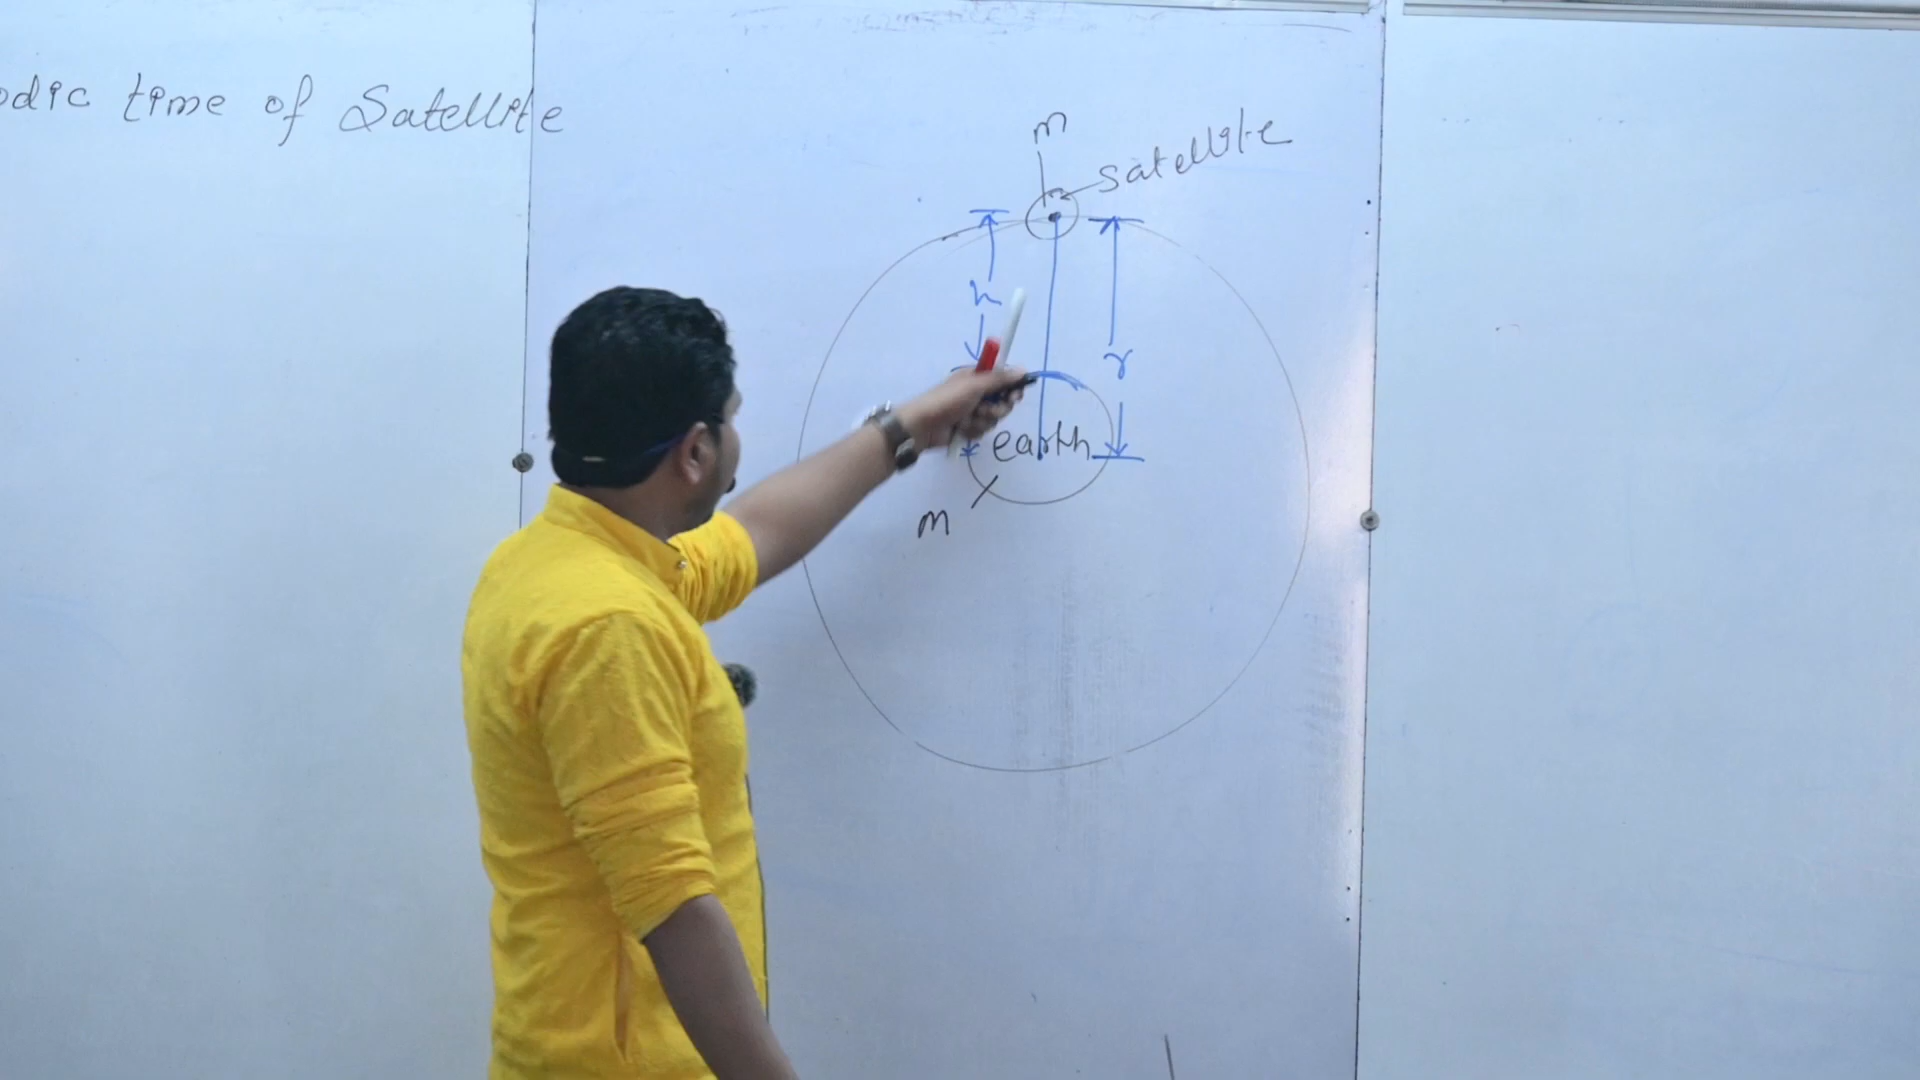 odic time of Satellite
m
satellite
h
r
earth
m